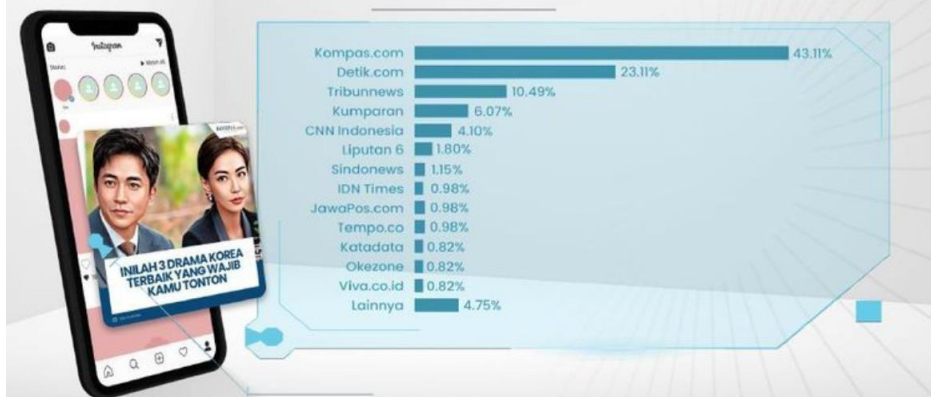 Instagram
Stories
Kompas.com 43.11%
Detik.com 23.11%
Tribunnews 10.49%
Kumparan 6.07%
CNN Indonesia 4.10%
Liputan 6 1.80%
Sindonews 1.15%
IDN Times 0.98%
JawaPos.com 0.98%
Tempo.co 0.98%
Katadata 0.82%
Okezone 0.82%
Viva.co.id 0.82%
Lainnya 4.75%
INILAH 3 DRAMA KOREA
TERBAIK YANG WAJIB
KAMU TONTON